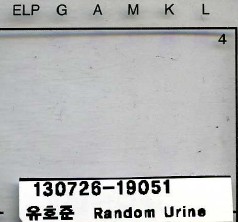 ELP G A M K L
4
130726-19051
유호준 Random Urine